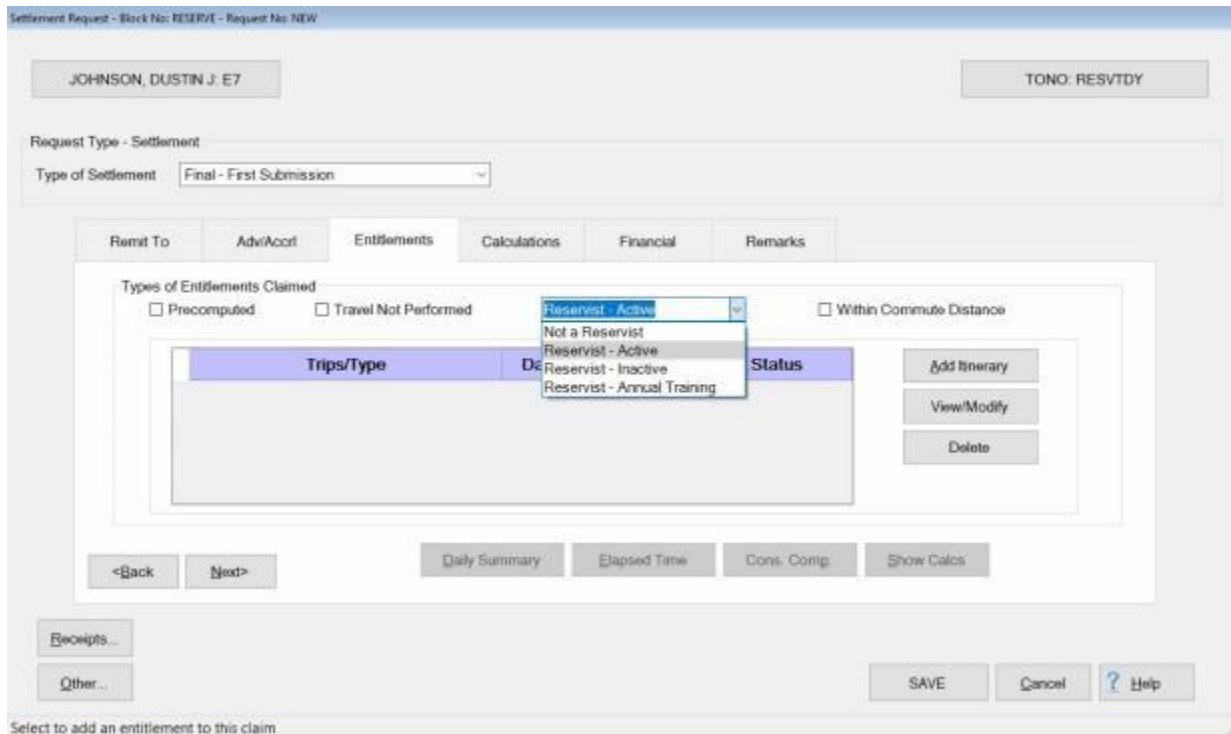 Settlement Request - Block No: RESERVE - Request No: NEW
JOHNSON, DUSTIN J: E7
TONO: RESVTDY
Request Type - Settlement
Type of Settlement Final - First Submission
Remit To Adv/Accrl Entitlements Calculations Financial Remarks
Types of Entitlements Claimed
Precomputed Travel Not Performed Reservist - Active Within Commute Distance
Not a Reservist
Reservist - Active
Reservist - Inactive
Reservist - Annual Training
Trips/Type Da Status
Add Itinerary
View/Modify
Delete
<Back Next> Daily Summary Elapsed Time Cons. Comp. Show Calcs
Receipts...
Other... SAVE Cancel ? Help
Select to add an entitlement to this claim